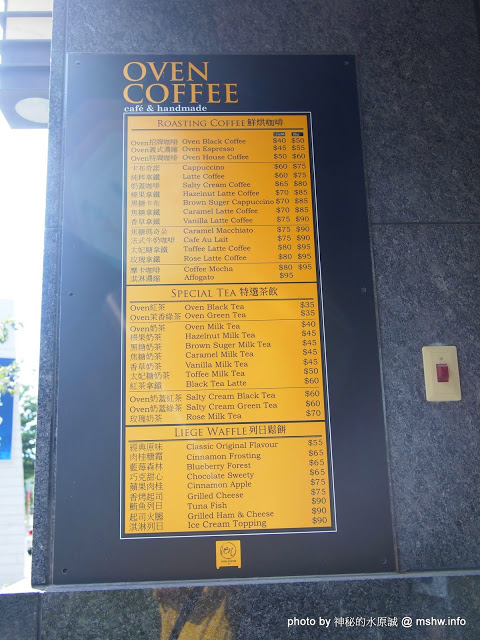 OVEN
COFFEE
café & handmade
ROASTING COFFEE 鮮烘咖啡
Oven招牌咖啡 Oven Black Coffee $40 $50
Oven義式濃縮 Oven Espresso $45 $55
Oven特調咖啡 Oven House Coffee $50 $60
卡布奇諾 Cappuccino $60 $75
經典拿鐵 Latte Coffee $60 $75
奶蓋咖啡 Salty Cream Coffee $65 $80
榛果拿鐵 Hazelnut Latte Coffee $70 $85
黑糖卡布 Brown Suger Cappuccino $70 $85
焦糖拿鐵 Caramel Latte Coffee $70 $85
香草拿鐵 Vanilla Latte Coffee $75 $90
焦糖瑪奇朵 Caramel Macchiato $75 $90
法式牛奶咖啡 Cafe Au Lait $75 $90
太妃糖拿鐵 Toffee Latte Coffee $80 $95
玫瑰拿鐵 Rose Latte Coffee $80 $95
摩卡咖啡 Coffee Mocha $80 $95
淇淋濃縮 Affogato $95
SPECIAL TEA 特選茶飲
Oven紅茶 Oven Black Tea $35
Oven茉香綠茶 Oven Green Tea $35
Oven奶茶 Oven Milk Tea $40
榛果奶茶 Hazelnut Milk Tea $45
黑糖奶茶 Brown Suger Milk Tea $45
焦糖奶茶 Caramel Milk Tea $45
香草奶茶 Vanilla Milk Tea $45
太妃糖奶茶 Toffee Milk Tea $50
紅茶拿鐵 Black Tea Latte $60
Oven奶蓋紅茶 Salty Cream Black Tea $60
Oven奶蓋綠茶 Salty Cream Green Tea $60
玫瑰奶茶 Rose Milk Tea $70
LIEGE WAFFLE 列日鬆餅
經典原味 Classic Original Flavour $55
肉桂糖霜 Cinnamon Frosting $65
藍莓森林 Blueberry Forest $65
巧克甜心 Chocolate Sweety $65
蘋果肉桂 Cinnamon Apple $75
香烤起司 Grilled Cheese $75
鮪魚列日 Tuna Fish $90
起司火腿 Grilled Ham & Cheese $90
淇淋列日 Ice Cream Topping $90
photo by 神秘的水原誠 @ mshw.info